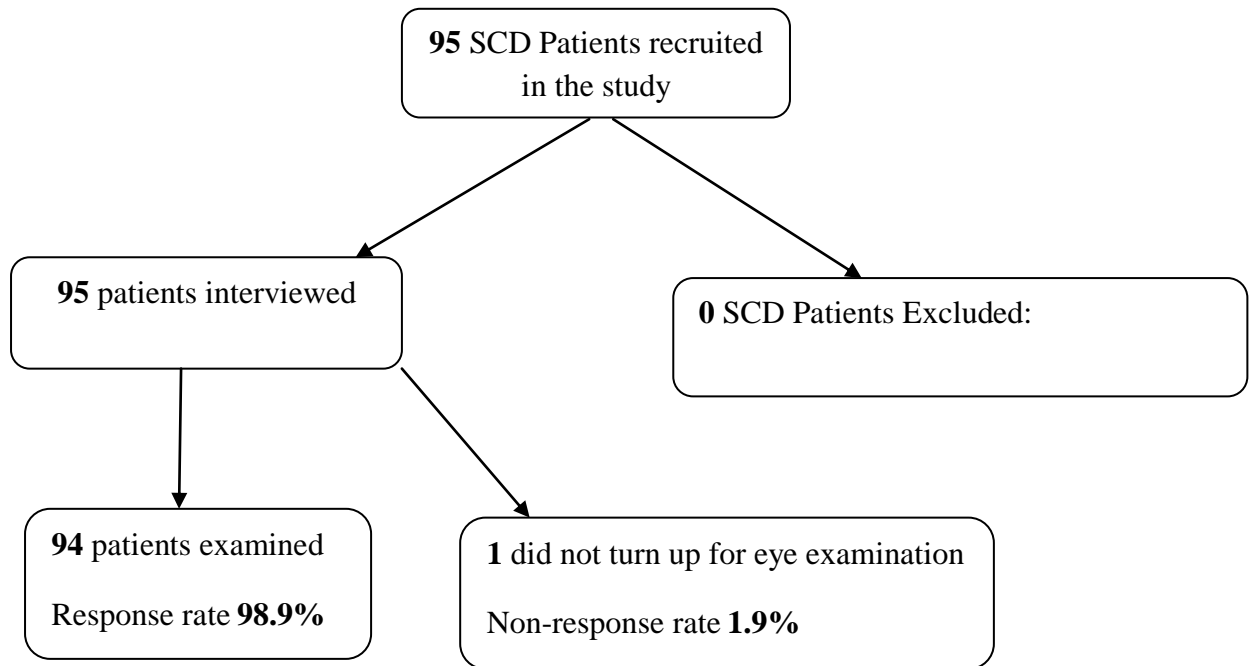 95 SCD Patients recruited
in the study
95 patients interviewed
0 SCD Patients Excluded:
94 patients examined
Response rate 98.9%
1 did not turn up for eye examination
Non-response rate 1.9%